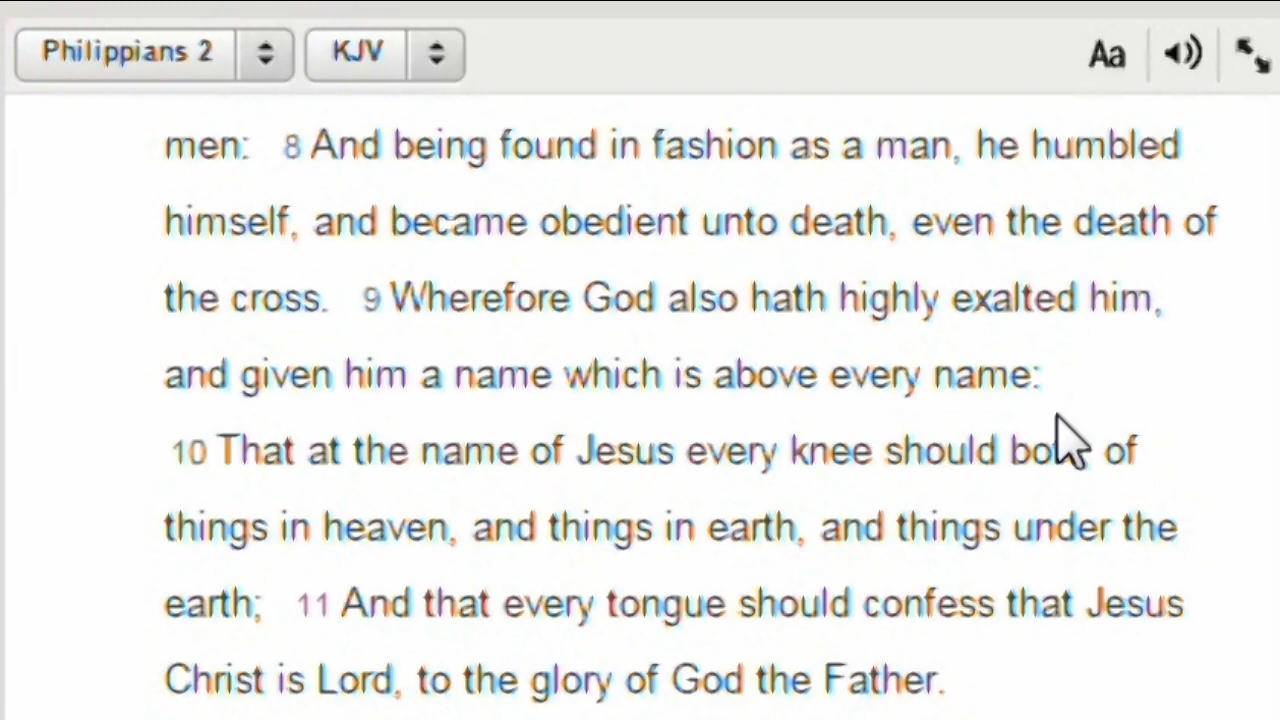 Philippians 2 KJV Aa
men: 8 And being found in fashion as a man, he humbled
himself, and became obedient unto death, even the death of
the cross. 9 Wherefore God also hath highly exalted him,
and given him a name which is above every name:
10 That at the name of Jesus every knee should of
things in heaven, and things in earth, and things under the
earth; 11 And that every tongue should confess that Jesus
Christ is Lord, to the glory of God the Father.